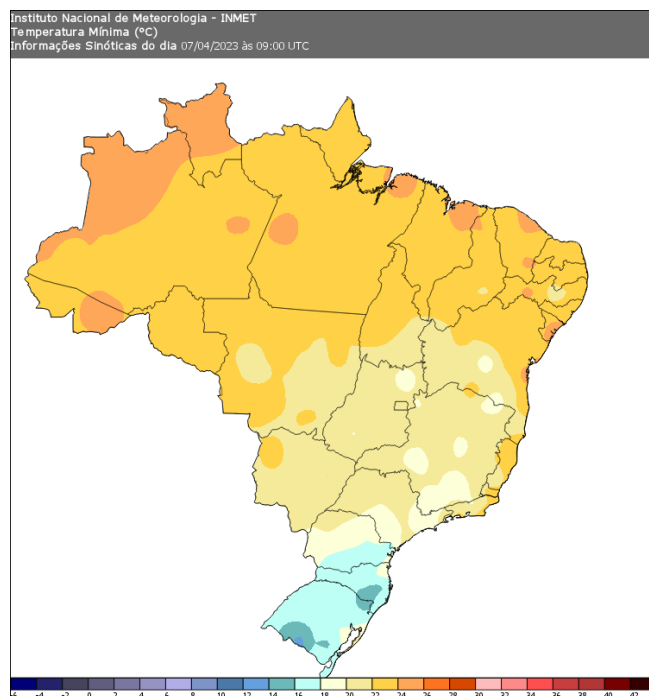 Instituto Nacional de Meteorologia - INMET
Temperatura Mínima (°C)
Informações Sinóticas do dia 07/04/2023 às 09:00 UTC
-6 -4 -2 0 2 4 6 8 10 12 14 16 18 20 22 24 26 28 30 32 34 36 38 40 42